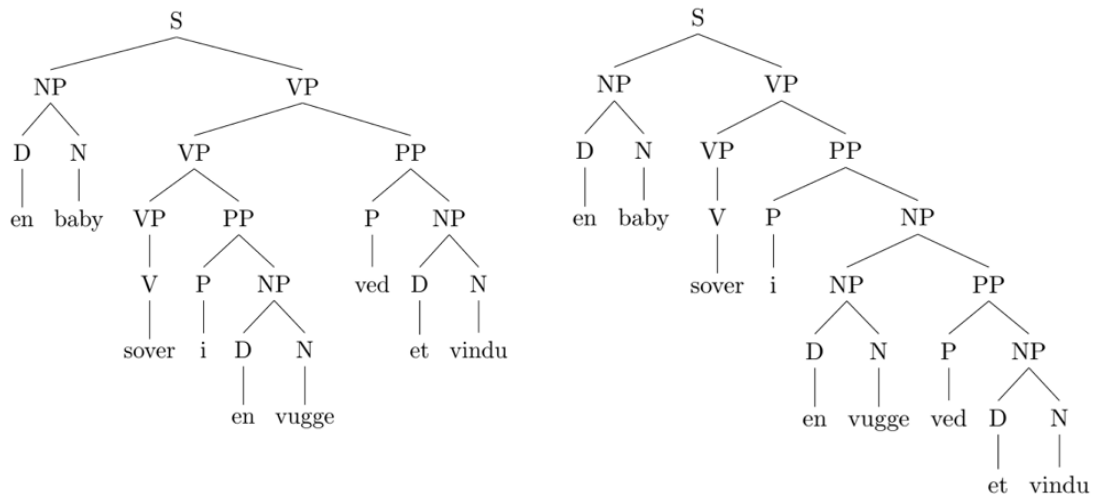 S
NP VP
D N VP PP
en baby VP PP P NP
V P NP ved D N
sover i D N et vindu
en vugge
S
NP VP
D N VP PP
en baby V P NP
sover i NP PP
D N P NP
en vugge ved D N
et vindu